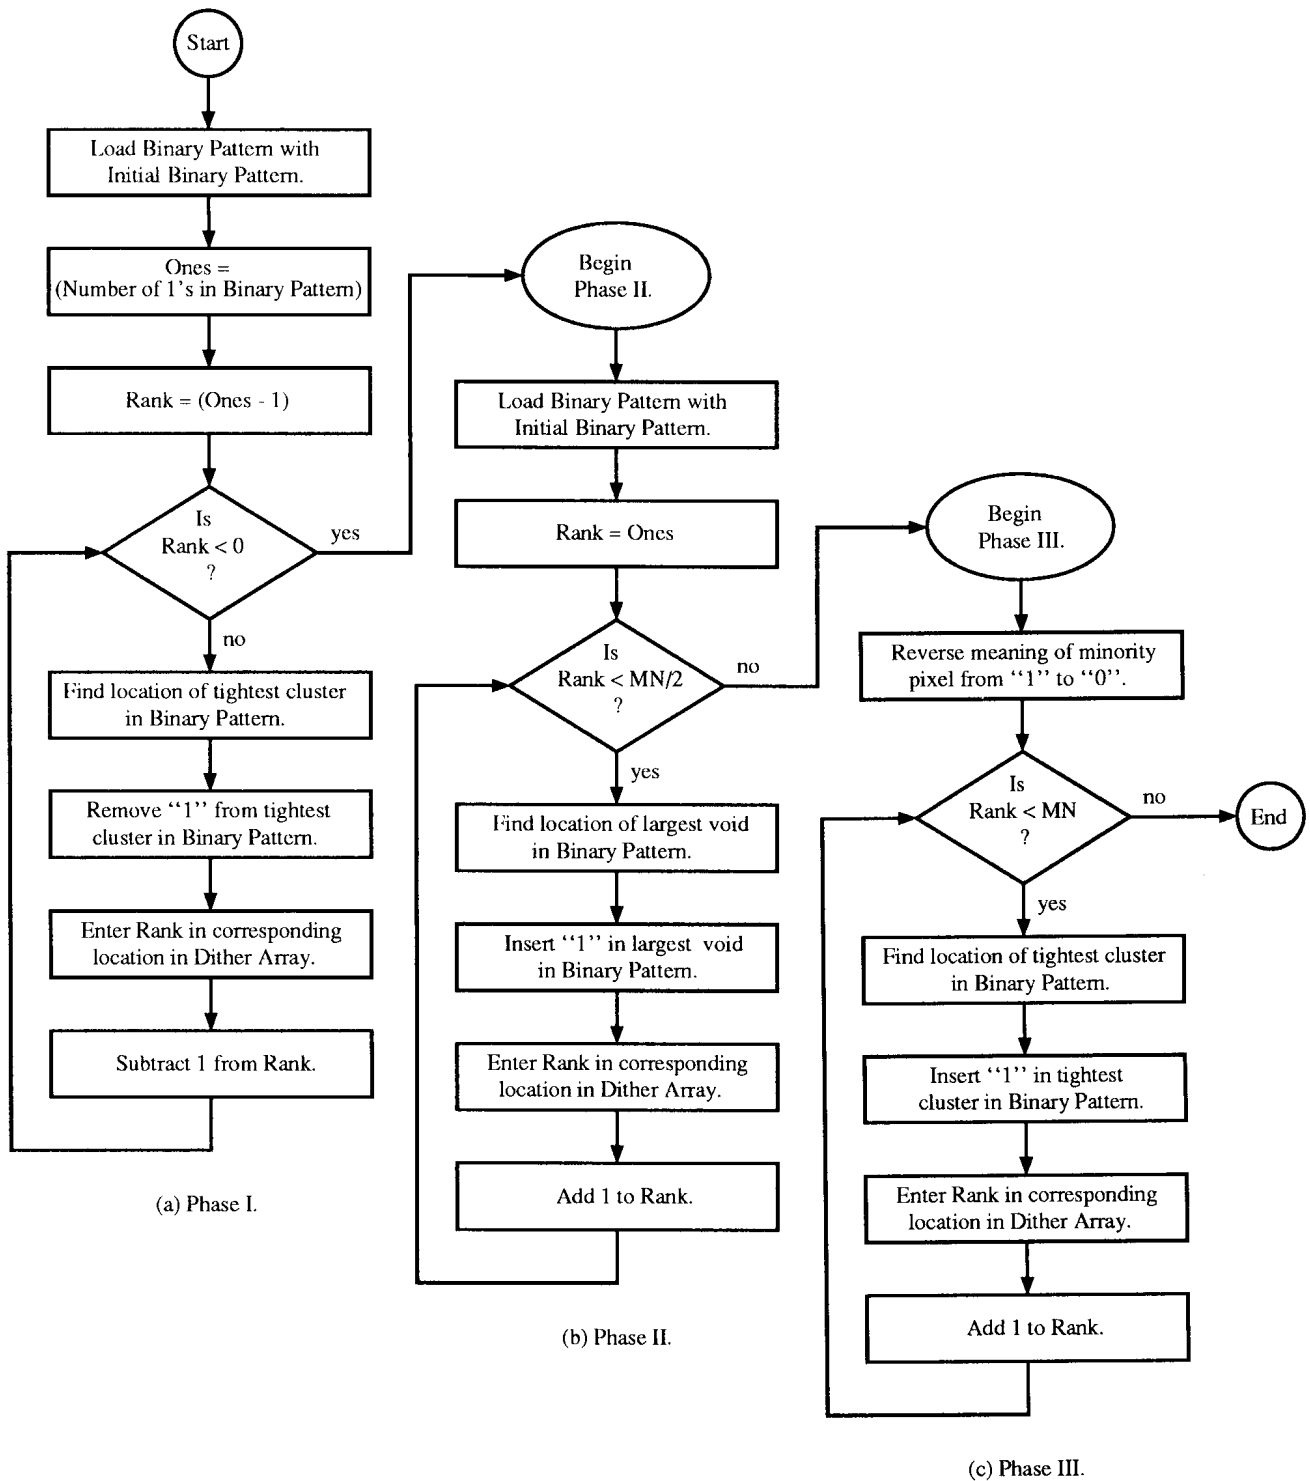 Start
Load Binary Pattern with
Initial Binary Pattern.
Ones =
(Number of 1's in Binary Pattern)
Rank = (Ones - 1)
Is
Rank < 0
?
yes
no
Find location of tightest cluster
in Binary Pattern.
Remove “1” from tightest
cluster in Binary Pattern.
Enter Rank in corresponding
location in Dither Array.
Subtract 1 from Rank.
(a) Phase I.
Begin
Phase II.
Load Binary Pattern with
Initial Binary Pattern.
Rank = Ones
Is
Rank < MN/2
?
no
yes
Find location of largest void
in Binary Pattern.
Insert “1” in largest void
in Binary Pattern.
Enter Rank in corresponding
location in Dither Array.
Add 1 to Rank.
(b) Phase II.
Begin
Phase III.
Reverse meaning of minority
pixel from “1” to “0”.
Is
Rank < MN
?
no
End
yes
Find location of tightest cluster
in Binary Pattern.
Insert “1” in tightest
cluster in Binary Pattern.
Enter Rank in corresponding
location in Dither Array.
Add 1 to Rank.
(c) Phase III.